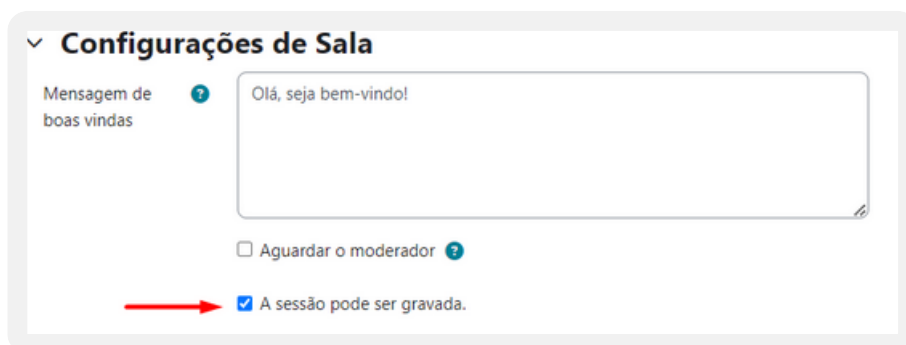 Configurações de Sala
Mensagem de
boas vindas
Olá, seja bem-vindo!
Aguardar o moderador
A sessão pode ser gravada.